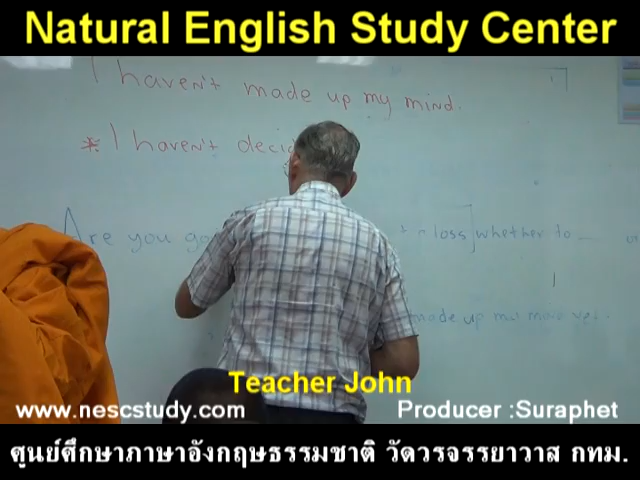 Natural English Study Center
I haven't made up my mind.
* I haven't
Are you loss] whether to _ or
made up my mind yet.
Teacher John
www.nescstudy.com Producer :Suraphet
ศูนย์ศึกษาภาษาอังกฤษธรรมชาติ วัดวรจรรยาวาส กทม.